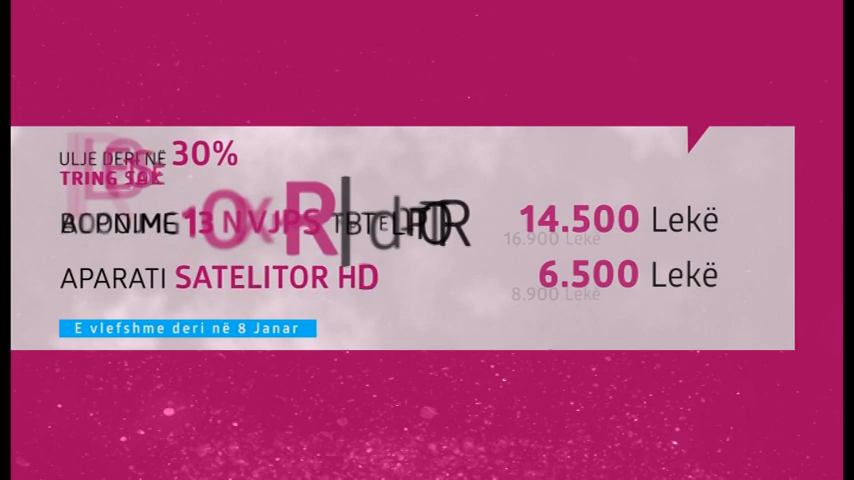 ULJE DERI NË 30%
TRING
14.500 Lekë
16.900 Lekë
APARATI SATELITOR HD
6.500 Lekë
8.900 Lekë
E vlefshme deri në 8 Janar